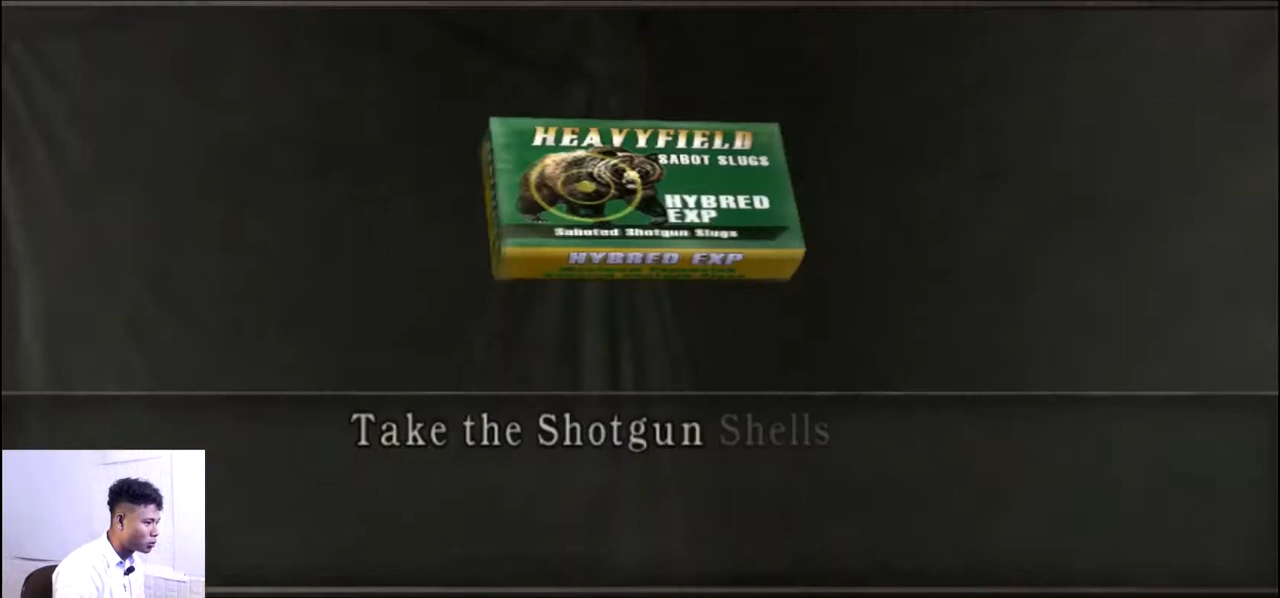 HEAVYFIELD
SABOT SLUGS
HYBRED
EXP
Saboted Shotgun Slugs
HYBRED EXP
Take the Shotgun Shells